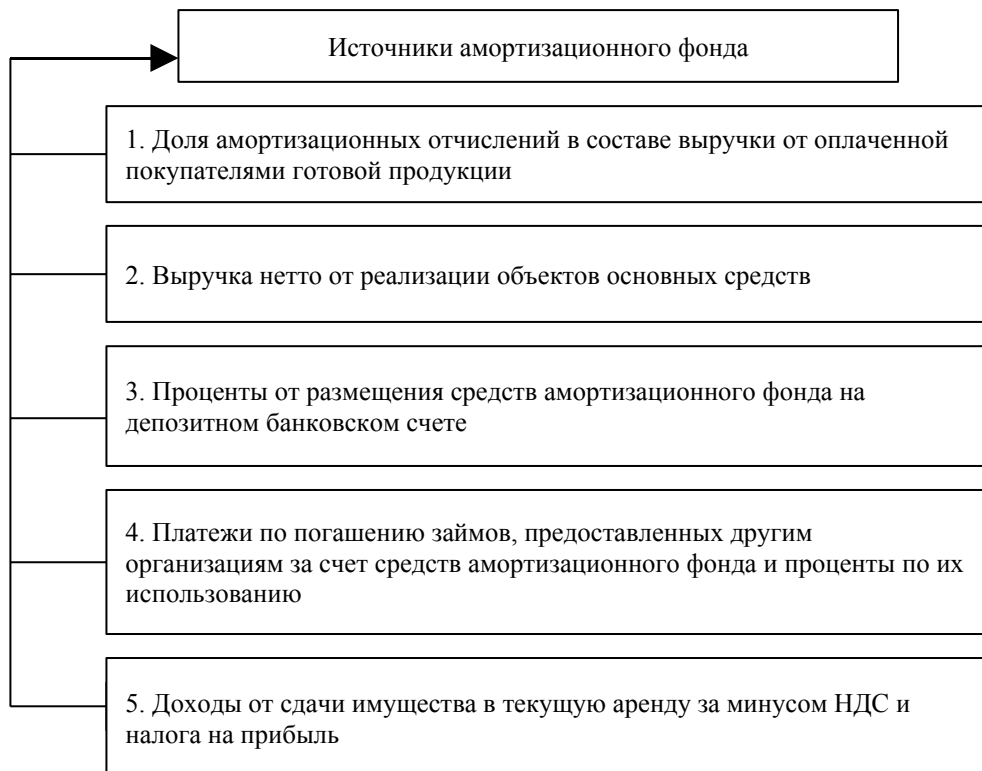 Источники амортизационного фонда
1. Доля амортизационных отчислений в составе выручки от оплаченной
покупателями готовой продукции
2. Выручка нетто от реализации объектов основных средств
3. Проценты от размещения средств амортизационного фонда на
депозитном банковском счете
4. Платежи по погашению займов, предоставленных другим
организациям за счет средств амортизационного фонда и проценты по их
использованию
5. Доходы от сдачи имущества в текущую аренду за минусом НДС и
налога на прибыль